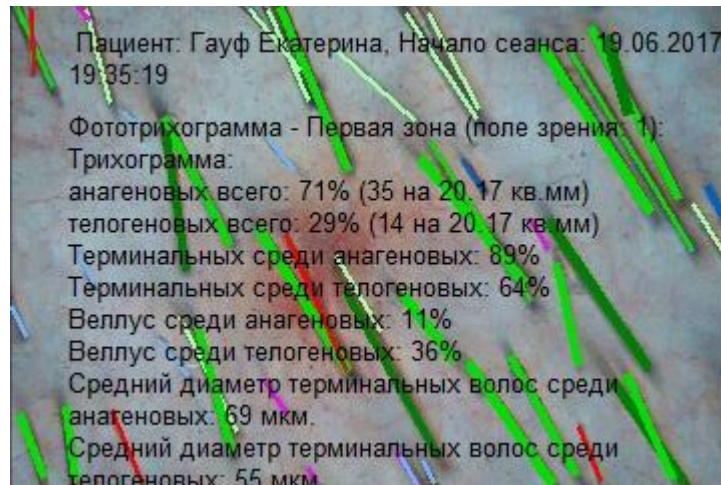 Пациент: Гауф Екатерина, Начало сеанса: 19.06.2017
19:35:19
Фототрихограмма - Первая зона (поле зрения: 1):
Трихограмма:
анагеновых всего: 71% (35 на 20.17 кв.мм)
телогеновых всего: 29% (14 на 20.17 кв.мм)
Терминальных среди анагеновых: 89%
Терминальных среди телогеновых: 64%
Веллус среди анагеновых: 11%
Веллус среди телогеновых: 36%
Средний диаметр терминальных волос среди
анагеновых: 69 мкм.
Средний диаметр терминальных волос среди
телогеновых: 55 мкм